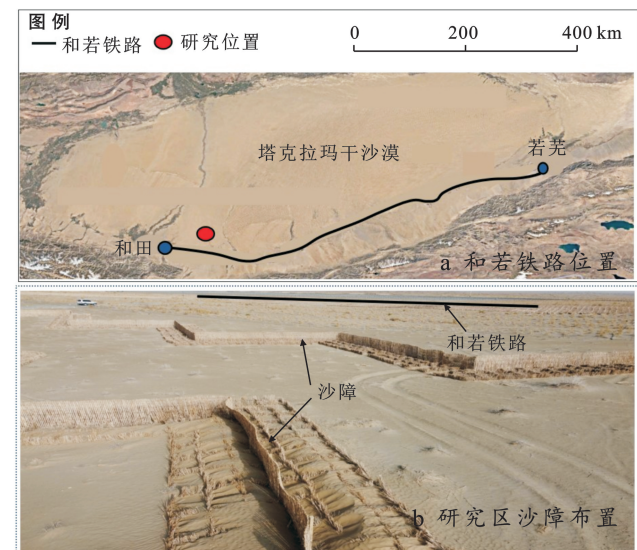 图例
和若铁路 研究位置
0 200 400 km
塔克拉玛干沙漠
若羌
和田
a 和若铁路位置
和若铁路
沙障
b 研究区沙障布置